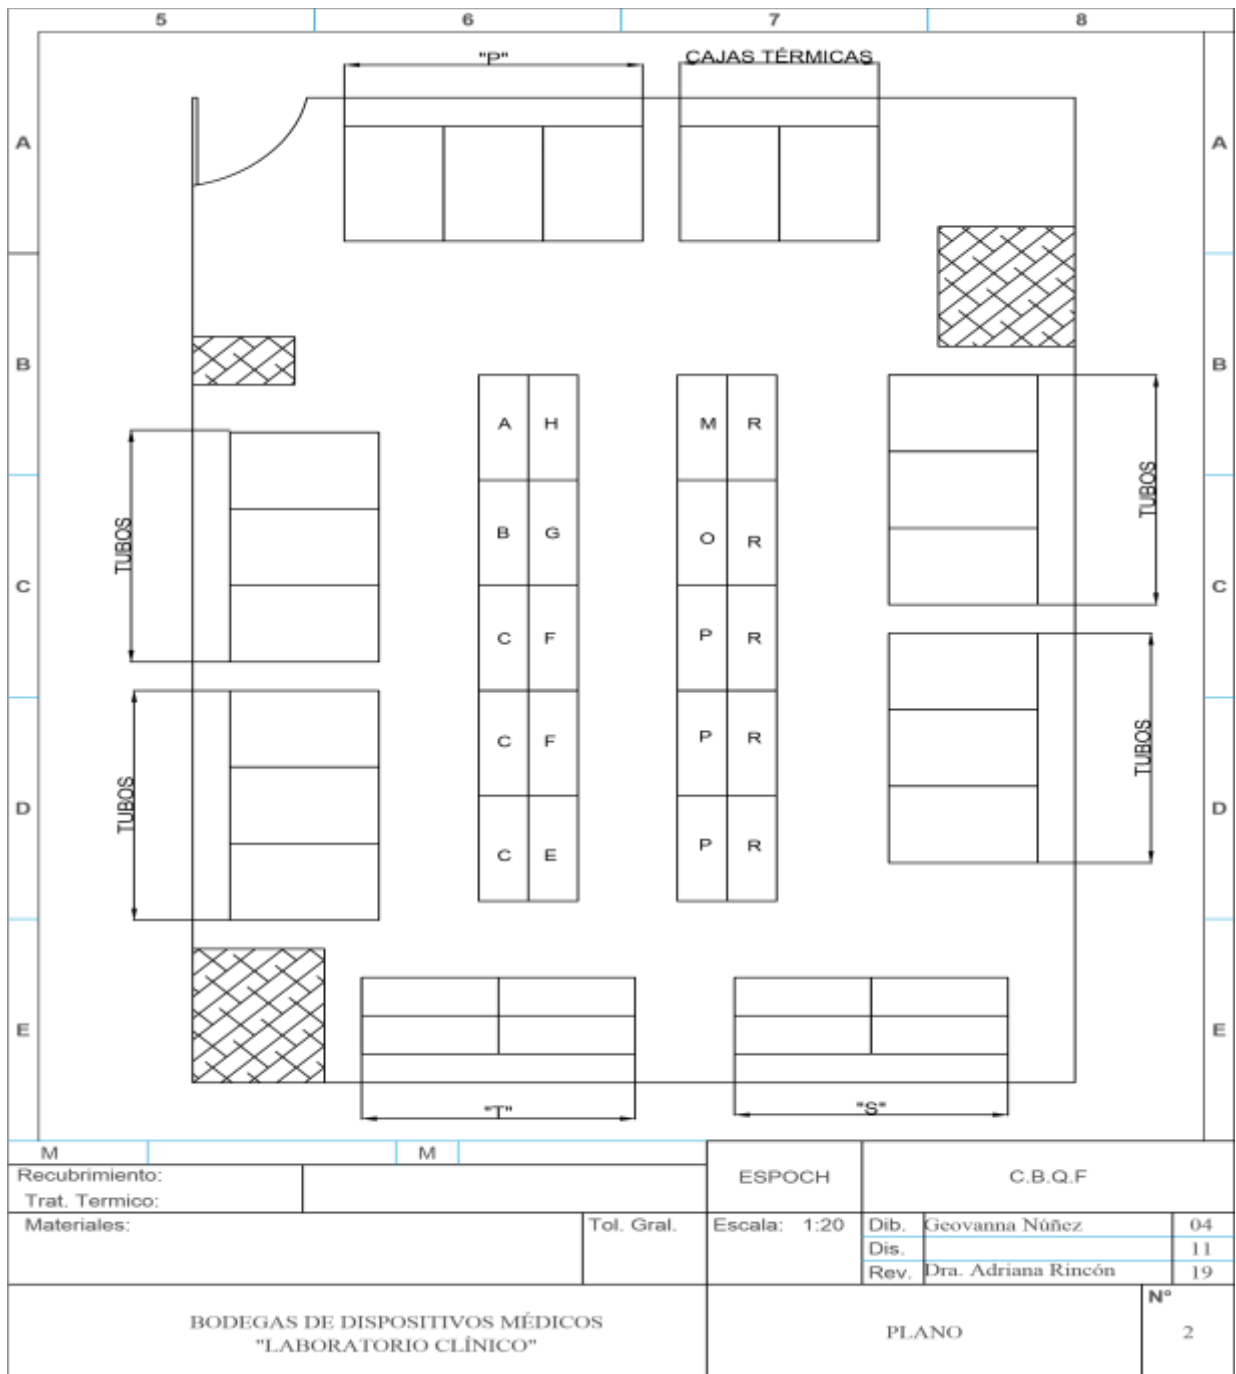 5 6 7 8
"P" CAJAS TÉRMICAS
A A
B B
A H M R
B G O R
TUBOS TUBOS
C C
C F P R
C F P R
TUBOS TUBOS
D D
C E P R
E E
"T" "S"
M M
Recubrimiento:
Trat. Termico:
ESPOCH C.B.Q.F
Materiales: Tol. Gral. Escala: 1:20 Dib. Geovanna Núñez 04
Dis. 11
Rev. Dra. Adriana Rincón 19
BODEGAS DE DISPOSITIVOS MÉDICOS
"LABORATORIO CLÍNICO"
PLANO
N°
2